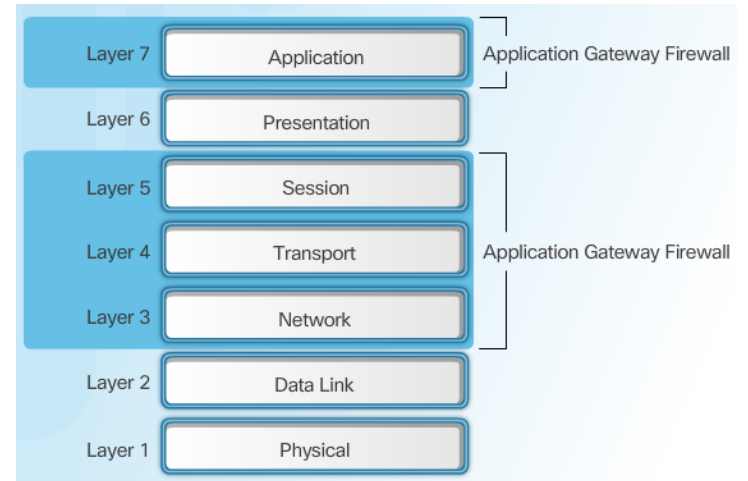 Layer 7 Application Application Gateway Firewall
Layer 6 Presentation
Layer 5 Session
Layer 4 Transport Application Gateway Firewall
Layer 3 Network
Layer 2 Data Link
Layer 1 Physical